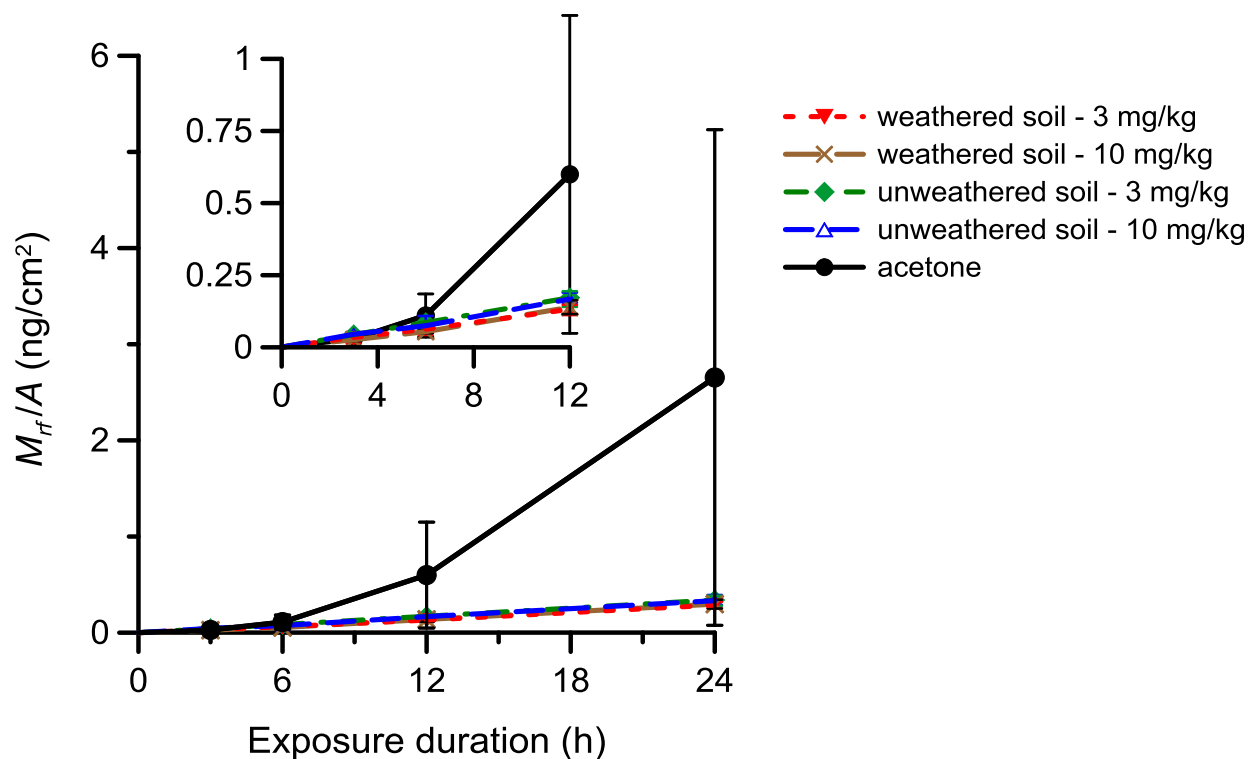 6
4
2
0
0
6
12
18
24
1
0.75
0.5
0.25
0
0
4
8
12
M_rf/A (ng/cm²)
Exposure duration (h)
weathered soil - 3 mg/kg
weathered soil - 10 mg/kg
unweathered soil - 3 mg/kg
unweathered soil - 10 mg/kg
acetone